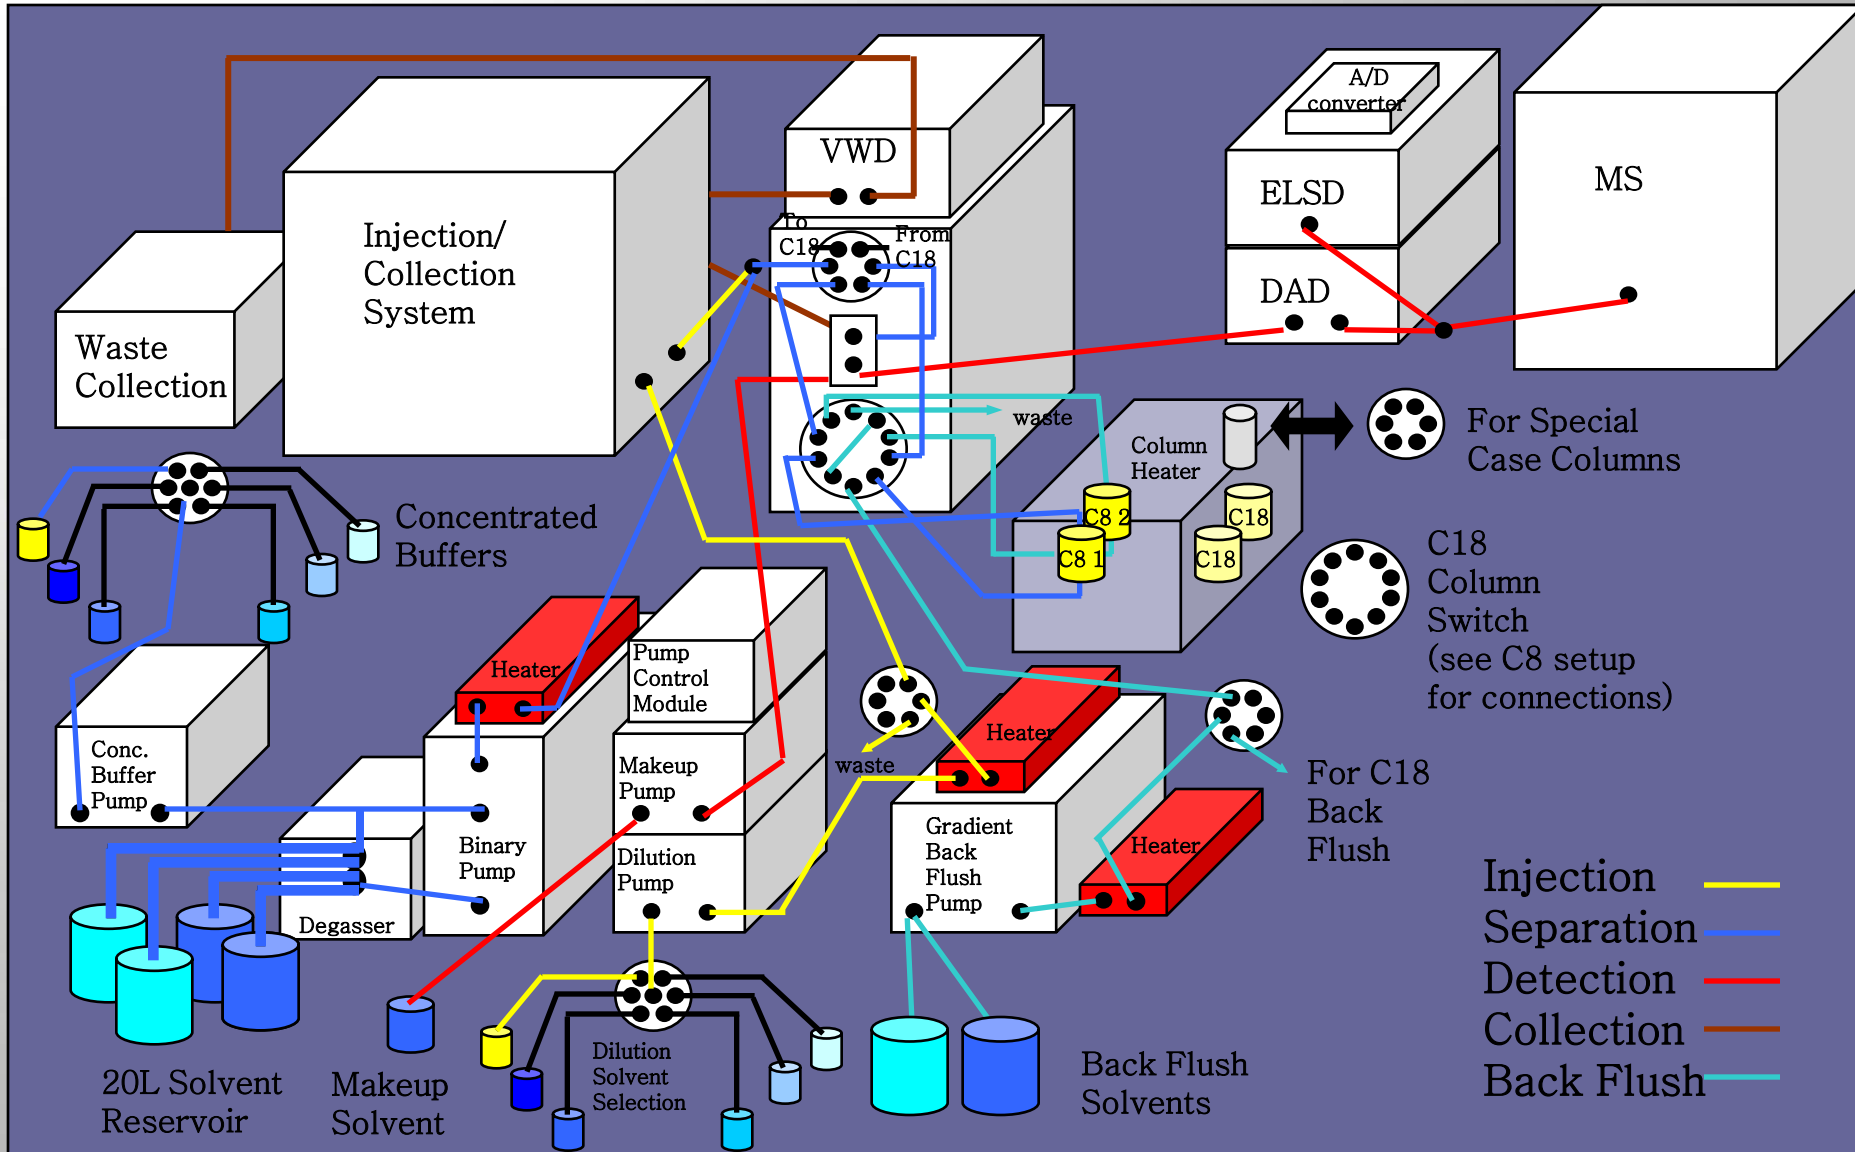 A/D
converter
VWD
ELSD
MS
Injection/
Collection
System
To
C18
From
C18
DAD
Waste
Collection
waste
Column
Heater
For Special
Case Columns
C8 2
C18
C8 1
C18
Concentrated
Buffers
C18
Column
Switch
(see C8 setup
for connections)
Heater
Pump
Control
Module
Conc.
Buffer
Pump
Makeup
Pump
waste
Heater
For C18
Back
Flush
Binary
Pump
Dilution
Pump
Gradient
Back
Flush
Pump
Heater
Degasser
Injection
Separation
Detection
Collection
Back Flush
20L Solvent
Reservoir
Makeup
Solvent
Dilution
Solvent
Selection
Back Flush
Solvents